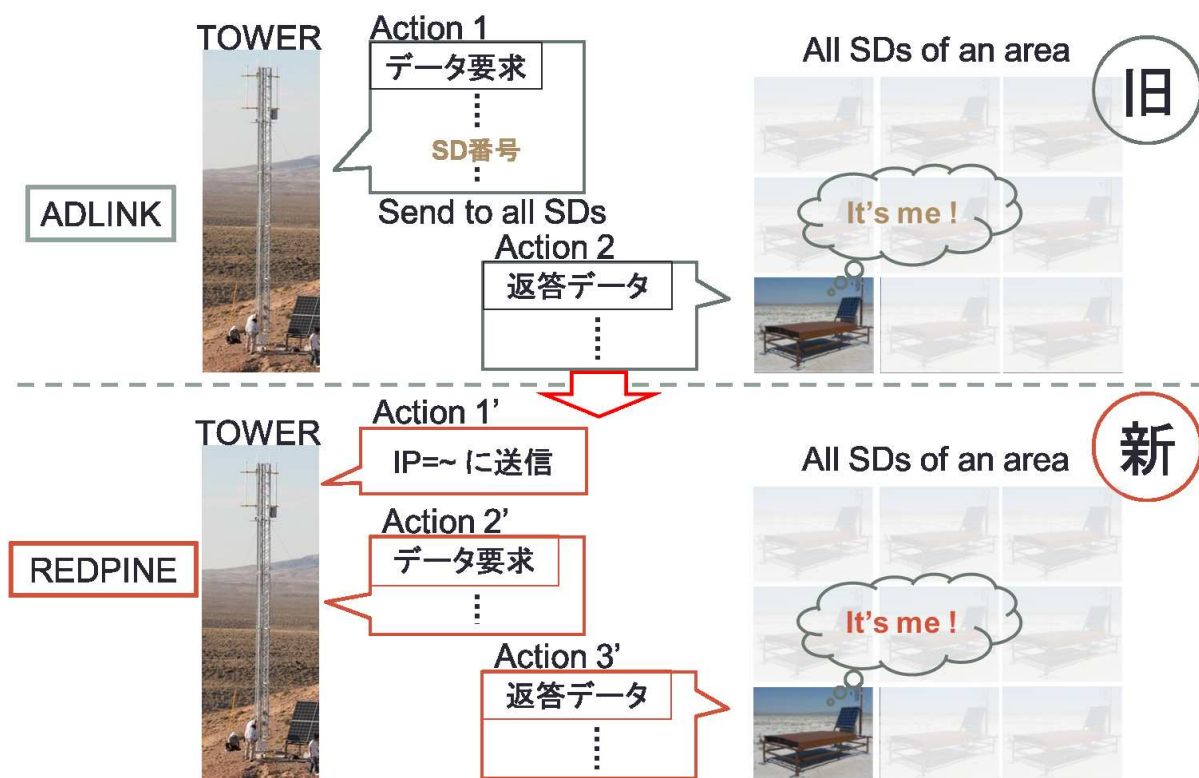 TOWER
Action 1
データ要求
SD番号
Send to all SDs
Action 2
返答データ
ADLINK
All SDs of an area
旧
It's me !
TOWER
Action 1’
IP=~ に送信
Action 2’
データ要求
Action 3’
返答データ
REDPINE
All SDs of an area
新
It's me !